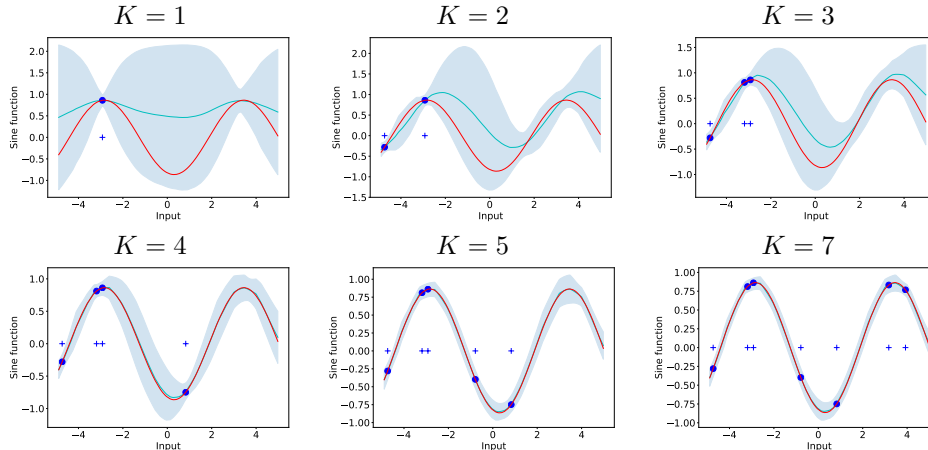 K = 1
K = 2
K = 3
Sine function
2.0
1.5
1.0
0.5
0.0
−0.5
−1.0
−4 −2 0 2 4
Input
Sine function
2.0
1.5
1.0
0.5
0.0
−0.5
−1.0
−1.5
−4 −2 0 2 4
Input
Sine function
1.5
1.0
0.5
0.0
−0.5
−1.0
−4 −2 0 2 4
Input
K = 4
K = 5
K = 7
Sine function
1.0
0.5
0.0
−0.5
−1.0
−4 −2 0 2 4
Input
Sine function
1.00
0.75
0.50
0.25
0.00
−0.25
−0.50
−0.75
−1.00
−4 −2 0 2 4
Input
Sine function
1.00
0.75
0.50
0.25
0.00
−0.25
−0.50
−0.75
−1.00
−4 −2 0 2 4
Input